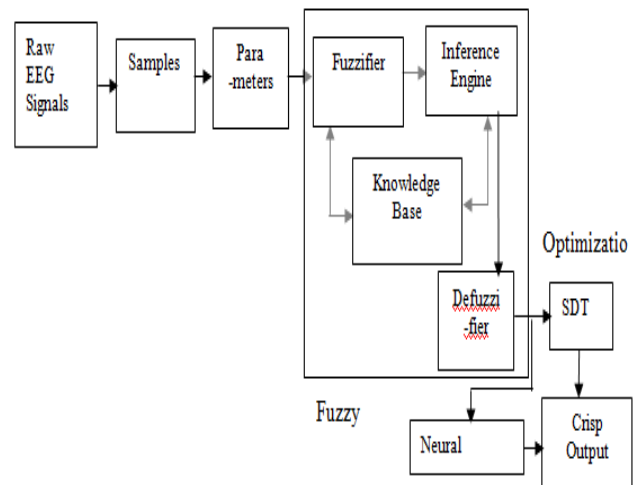 Raw
EEG
Signals
Samples
Para
-meters
Fuzzifier
Inference
Engine
Knowledge
Base
Optimizatio
Defuzzi
-fier
SDT
Fuzzy
Neural
Crisp
Output